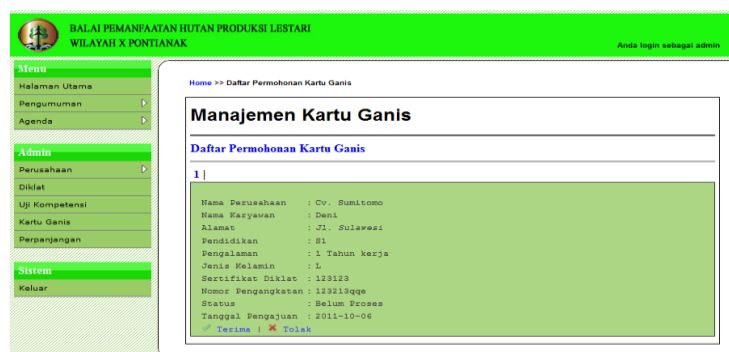 BALAI PEMANFAATAN HUTAN PRODUKSI LESTARI
WILAYAH X PONTIANAK
Anda login sebagai admin
Menu
Halaman Utama
Pengumuman
Agenda
Admin
Perusahaan
Diklat
Uji Kompetensi
Kartu Ganis
Perpanjangan
Sistem
Keluar
Home >> Daftar Permohonan Kartu Ganis
Manajemen Kartu Ganis
Daftar Permohonan Kartu Ganis
1 |
Nama Perusahaan : Cv. Sumitomo
Nama Karyawan : Deni
Alamat : Jl. Sulawesi
Pendidikan : S1
Pengalaman : 1 Tahun kerja
Jenis Kelamin : L
Sertifikat Diklat : 123123
Nomor Pengangkatan : 123213qqe
Status : Belum Proses
Tanggal Pengajuan : 2011-10-06
Terima | Tolak